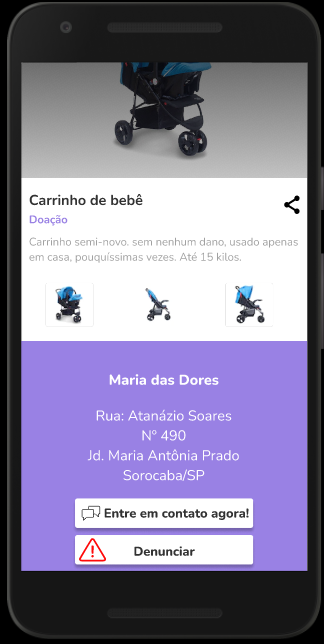 Carrinho de bebê
Doação
Carrinho semi-novo. sem nenhum dano, usado apenas
em casa, pouquíssimas vezes. Até 15 kilos.
Maria das Dores
Rua: Atanázio Soares
N° 490
Jd. Maria Antônia Prado
Sorocaba/SP
Entre em contato agora!
Denunciar